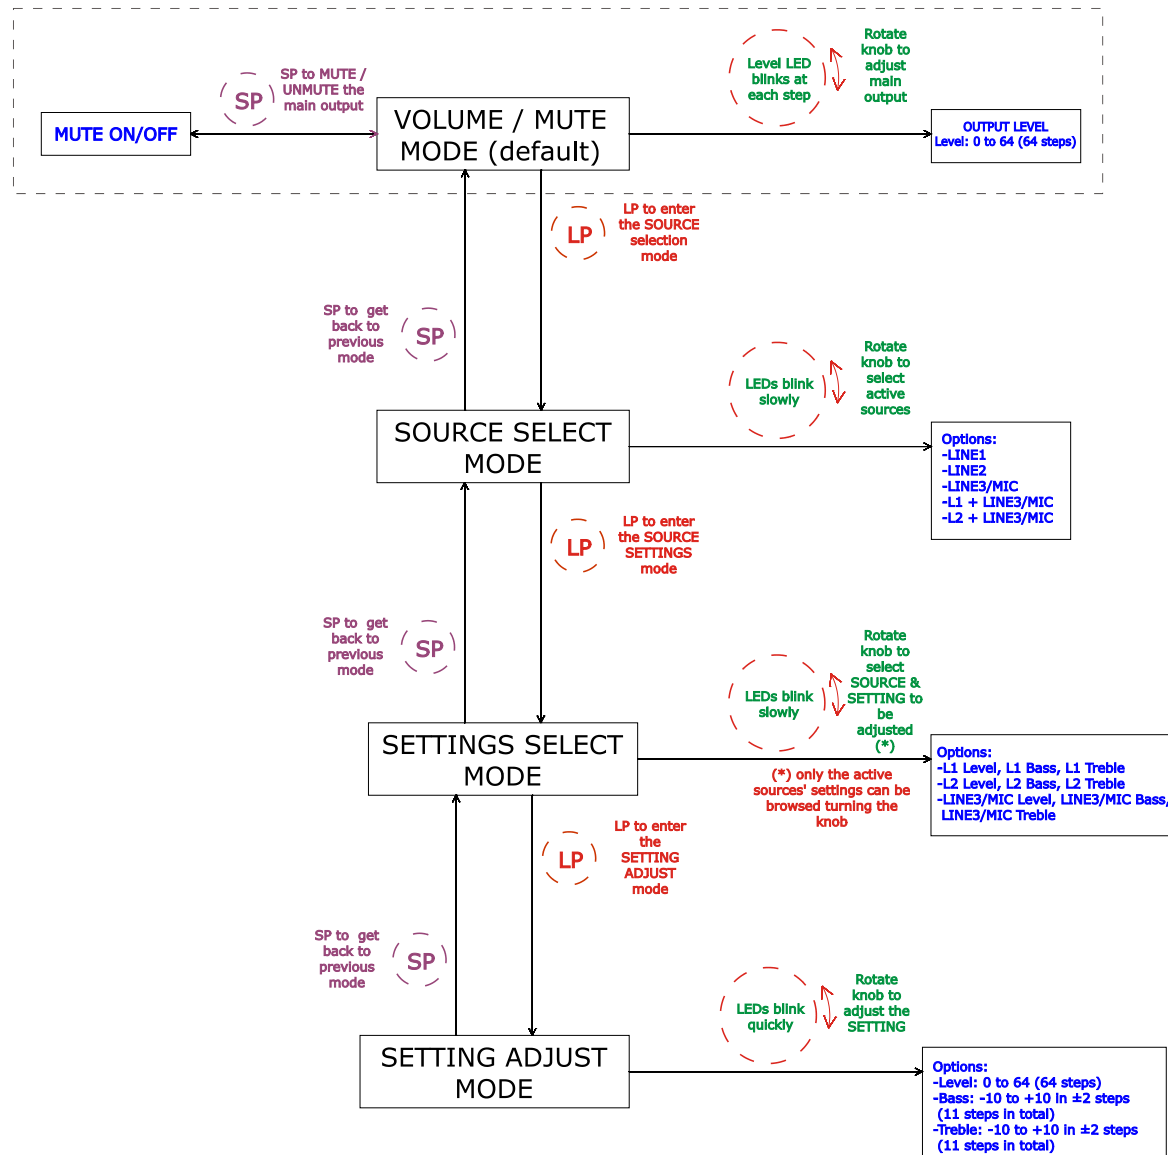 SP to MUTE /
UNMUTE the
main output
SP
MUTE ON/OFF
VOLUME / MUTE
MODE (default)
Level LED
blinks at
each step
Rotate
knob to
adjust
main
output
OUTPUT LEVEL
Level: 0 to 64 (64 steps)
LP
LP to enter
the SOURCE
selection
mode
SP to get
back to
previous
mode
SP
SOURCE SELECT
MODE
LEDs blink
slowly
Rotate
knob to
select
active
sources
Options:
-LINE1
-LINE2
-LINE3/MIC
-L1 + LINE3/MIC
-L2 + LINE3/MIC
LP
LP to enter
the SOURCE
SETTINGS
mode
SP to get
back to
previous
mode
SP
SETTINGS SELECT
MODE
LEDs blink
slowly
Rotate
knob to
select
SOURCE &
SETTING to
be
adjusted
(*)
(*) only the active
sources' settings can be
browsed turning the
knob
Options:
-L1 Level, L1 Bass, L1 Treble
-L2 Level, L2 Bass, L2 Treble
-LINE3/MIC Level, LINE3/MIC Bass,
LINE3/MIC Treble
LP
LP to enter
the
SETTING
ADJUST
mode
SP to get
back to
previous
mode
SP
SETTING ADJUST
MODE
LEDs blink
quickly
Rotate
knob to
adjust the
SETTING
Options:
-Level: 0 to 64 (64 steps)
-Bass: -10 to +10 in ±2 steps
(11 steps in total)
-Treble: -10 to +10 in ±2 steps
(11 steps in total)